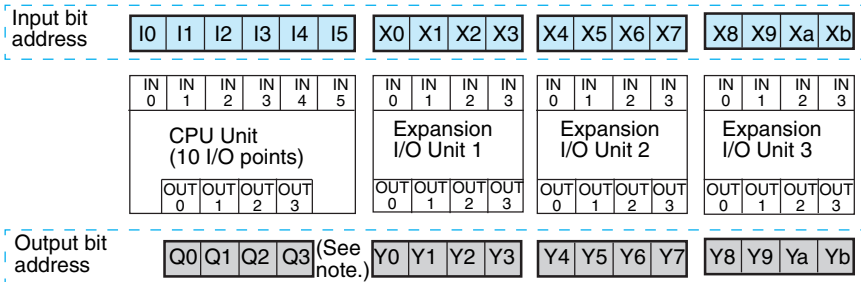 Input bit
address
I0 I1 I2 I3 I4 I5 X0 X1 X2 X3 X4 X5 X6 X7 X8 X9 Xa Xb
IN IN IN IN IN IN IN IN IN IN IN IN IN IN IN IN IN IN
0 1 2 3 4 5 0 1 2 3 0 1 2 3 0 1 2 3
CPU Unit
(10 I/O points)
Expansion
I/O Unit 1
Expansion
I/O Unit 2
Expansion
I/O Unit 3
OUT OUT OUT OUT OUT OUT OUT OUT OUT OUT OUT OUT OUT OUT OUT OUT
0 1 2 3 0 1 2 3 0 1 2 3 0 1 2 3
Output bit
address
Q0 Q1 Q2 Q3 (See
note.)
Y0 Y1 Y2 Y3 Y4 Y5 Y6 Y7 Y8 Y9 Ya Yb